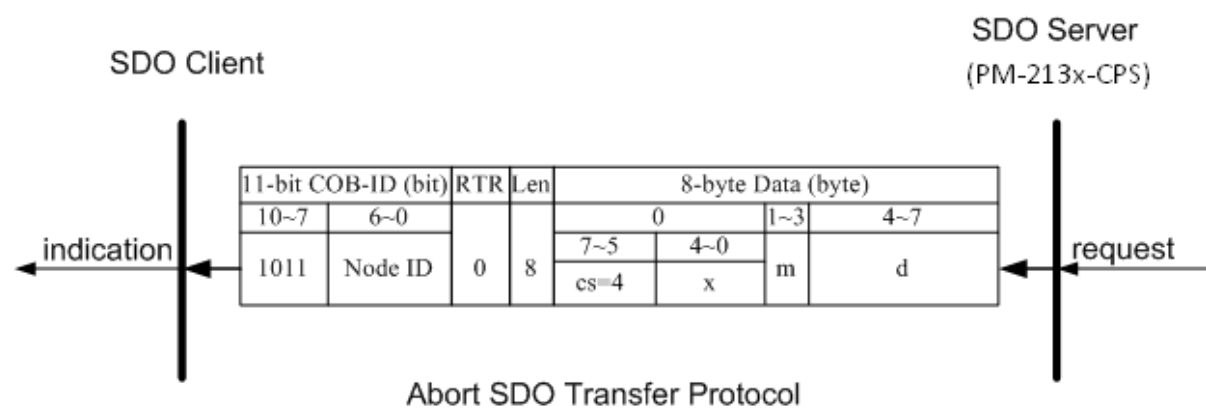 SDO Server
SDO Client
(PM-213x-CPS)
11-bit COB-ID (bit) RTR Len 8-byte Data (byte)
10~7 6~0 0 1~3 4~7
indication 1011 Node ID 0 8 7~5 4~0 m d request
cs=4 x
Abort SDO Transfer Protocol